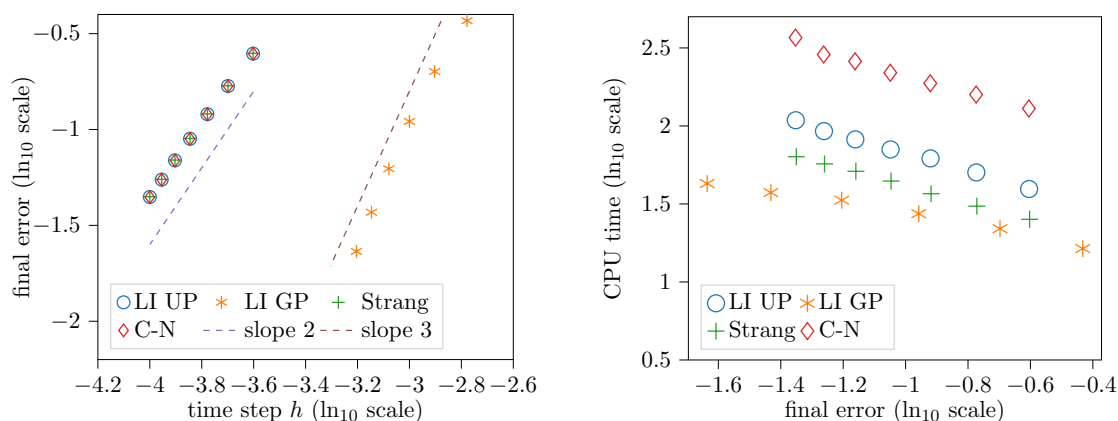 −0.5
−1
−1.5
−2
final error (ln10 scale)
LI UP
LI GP
Strang
C-N
slope 2
slope 3
−4.2
−4
−3.8
−3.6
−3.4
−3.2
−3
−2.8
−2.6
time step h (ln10 scale)
2.5
2
1.5
1
0.5
CPU time (ln10 scale)
LI UP
LI GP
Strang
C-N
−1.6
−1.4
−1.2
−1
−0.8
−0.6
−0.4
final error (ln10 scale)